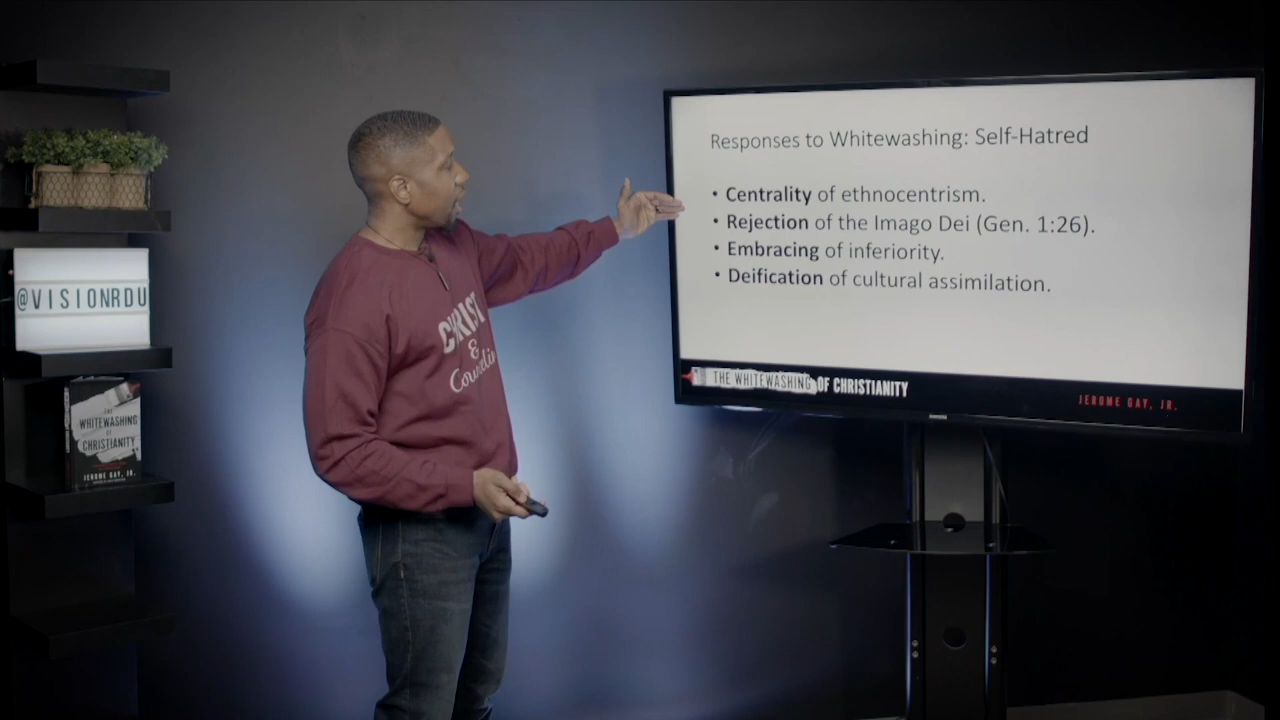 Responses to Whitewashing: Self-Hatred
• Centrality of ethnocentrism.
• Rejection of the Imago Dei (Gen. 1:26).
• Embracing of inferiority.
• Deification of cultural assimilation.
THE WHITEWASHING OF CHRISTIANITY
JEROME GAY, JR.
@VISIONRDU
THE
WHITEWASHING
OF
CHRISTIANITY
JEROME GAY, JR.
CHRIST
&